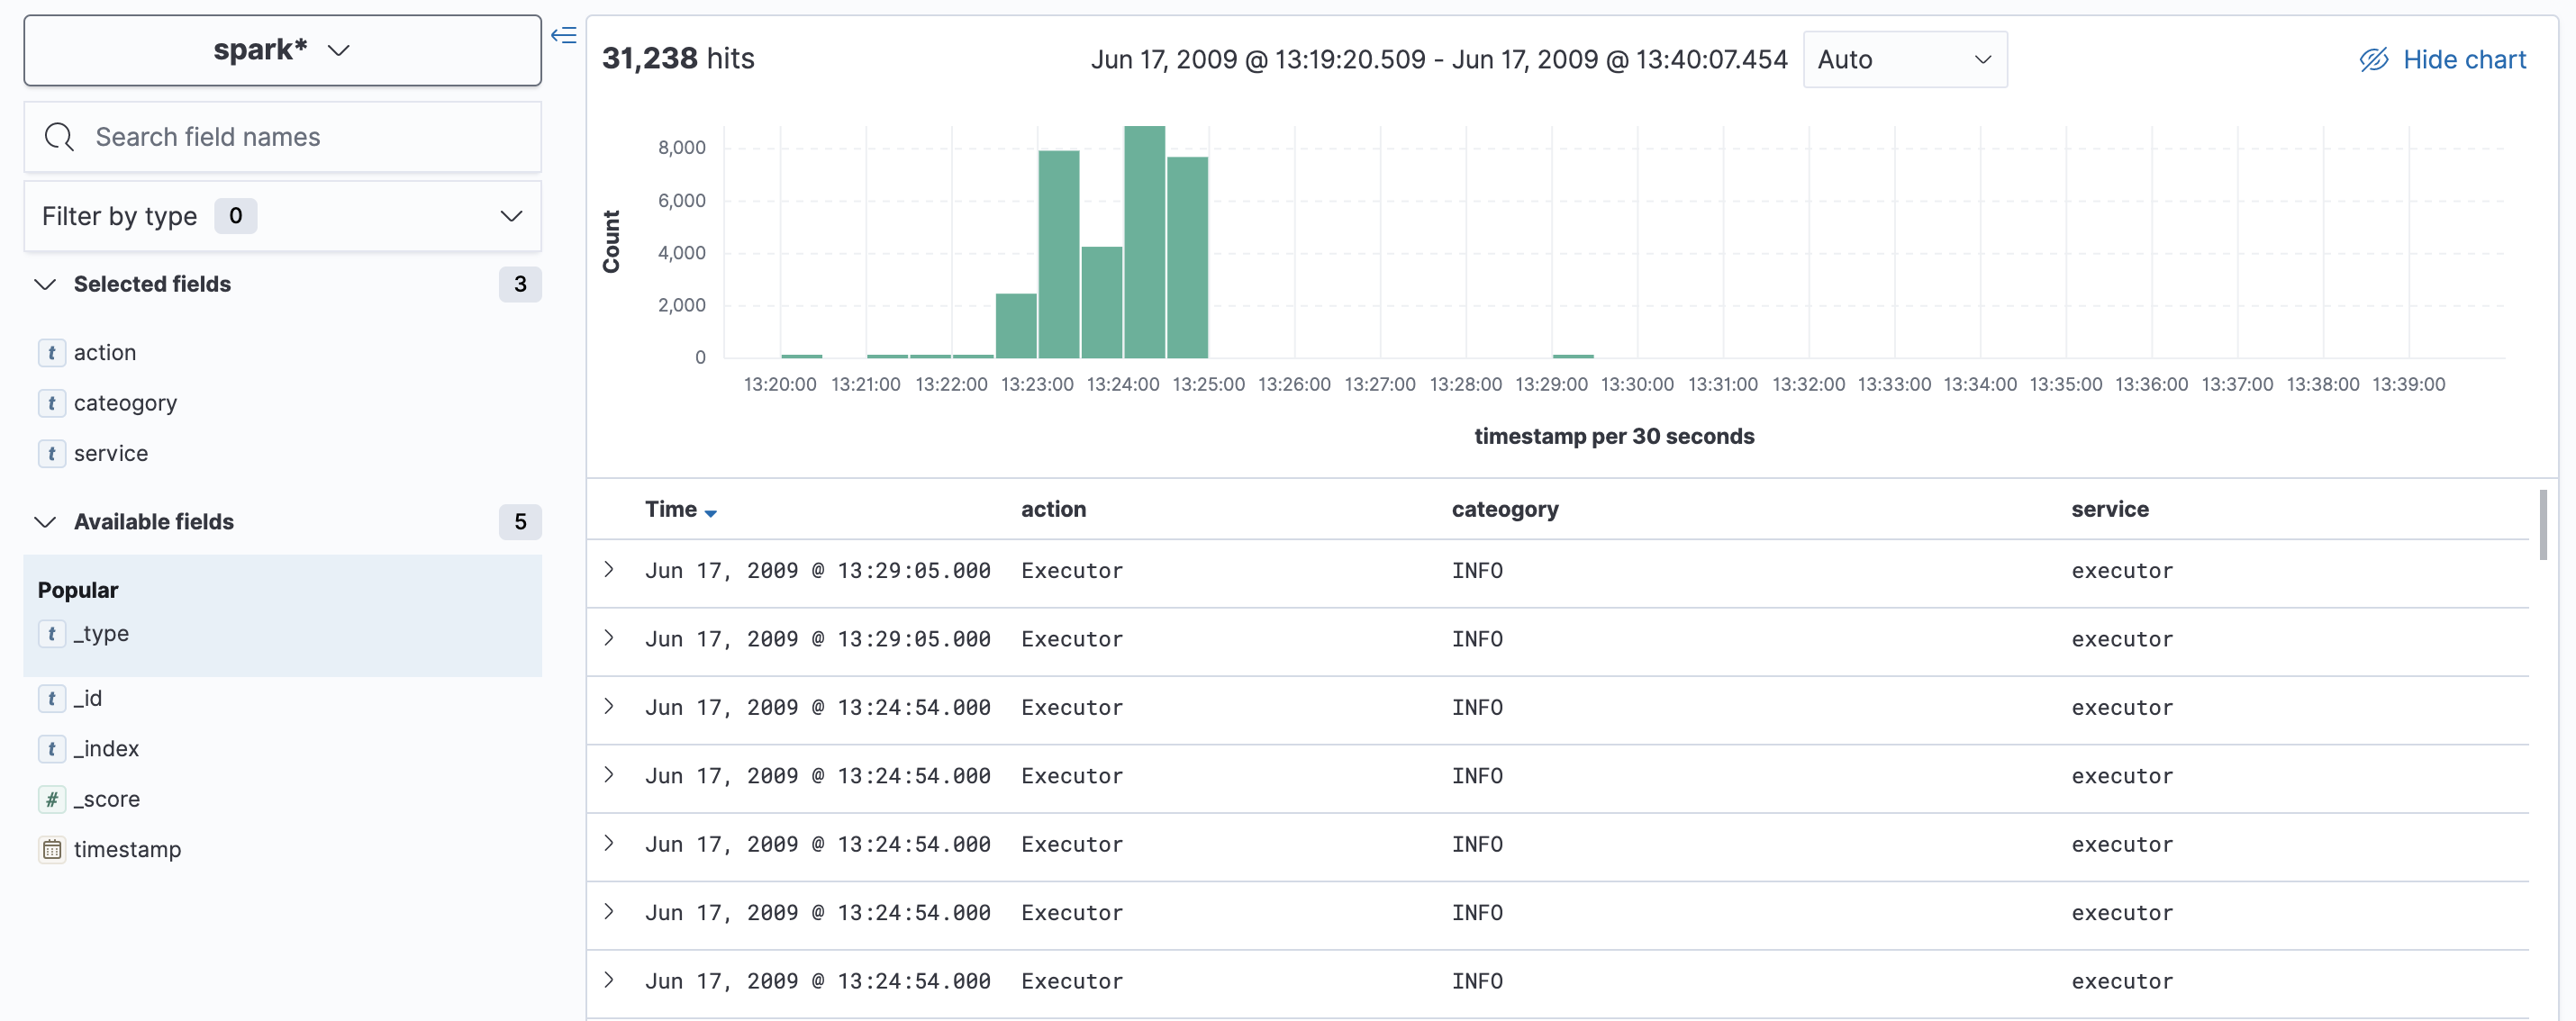 spark*
Search field names
Filter by type 0
Selected fields 3
t action
t cateogory
t service
Available fields 5
Popular
t _type
t _id
t _index
# _score
timestamp
31,238 hits
Jun 17, 2009 @ 13:19:20.509 - Jun 17, 2009 @ 13:40:07.454 Auto Hide chart
Count
8,000
6,000
4,000
2,000
0
13:20:00 13:21:00 13:22:00 13:23:00 13:24:00 13:25:00 13:26:00 13:27:00 13:28:00 13:29:00 13:30:00 13:31:00 13:32:00 13:33:00 13:34:00 13:35:00 13:36:00 13:37:00 13:38:00 13:39:00
timestamp per 30 seconds
Time action cateogory service
Jun 17, 2009 @ 13:29:05.000 Executor INFO executor
Jun 17, 2009 @ 13:29:05.000 Executor INFO executor
Jun 17, 2009 @ 13:24:54.000 Executor INFO executor
Jun 17, 2009 @ 13:24:54.000 Executor INFO executor
Jun 17, 2009 @ 13:24:54.000 Executor INFO executor
Jun 17, 2009 @ 13:24:54.000 Executor INFO executor
Jun 17, 2009 @ 13:24:54.000 Executor INFO executor